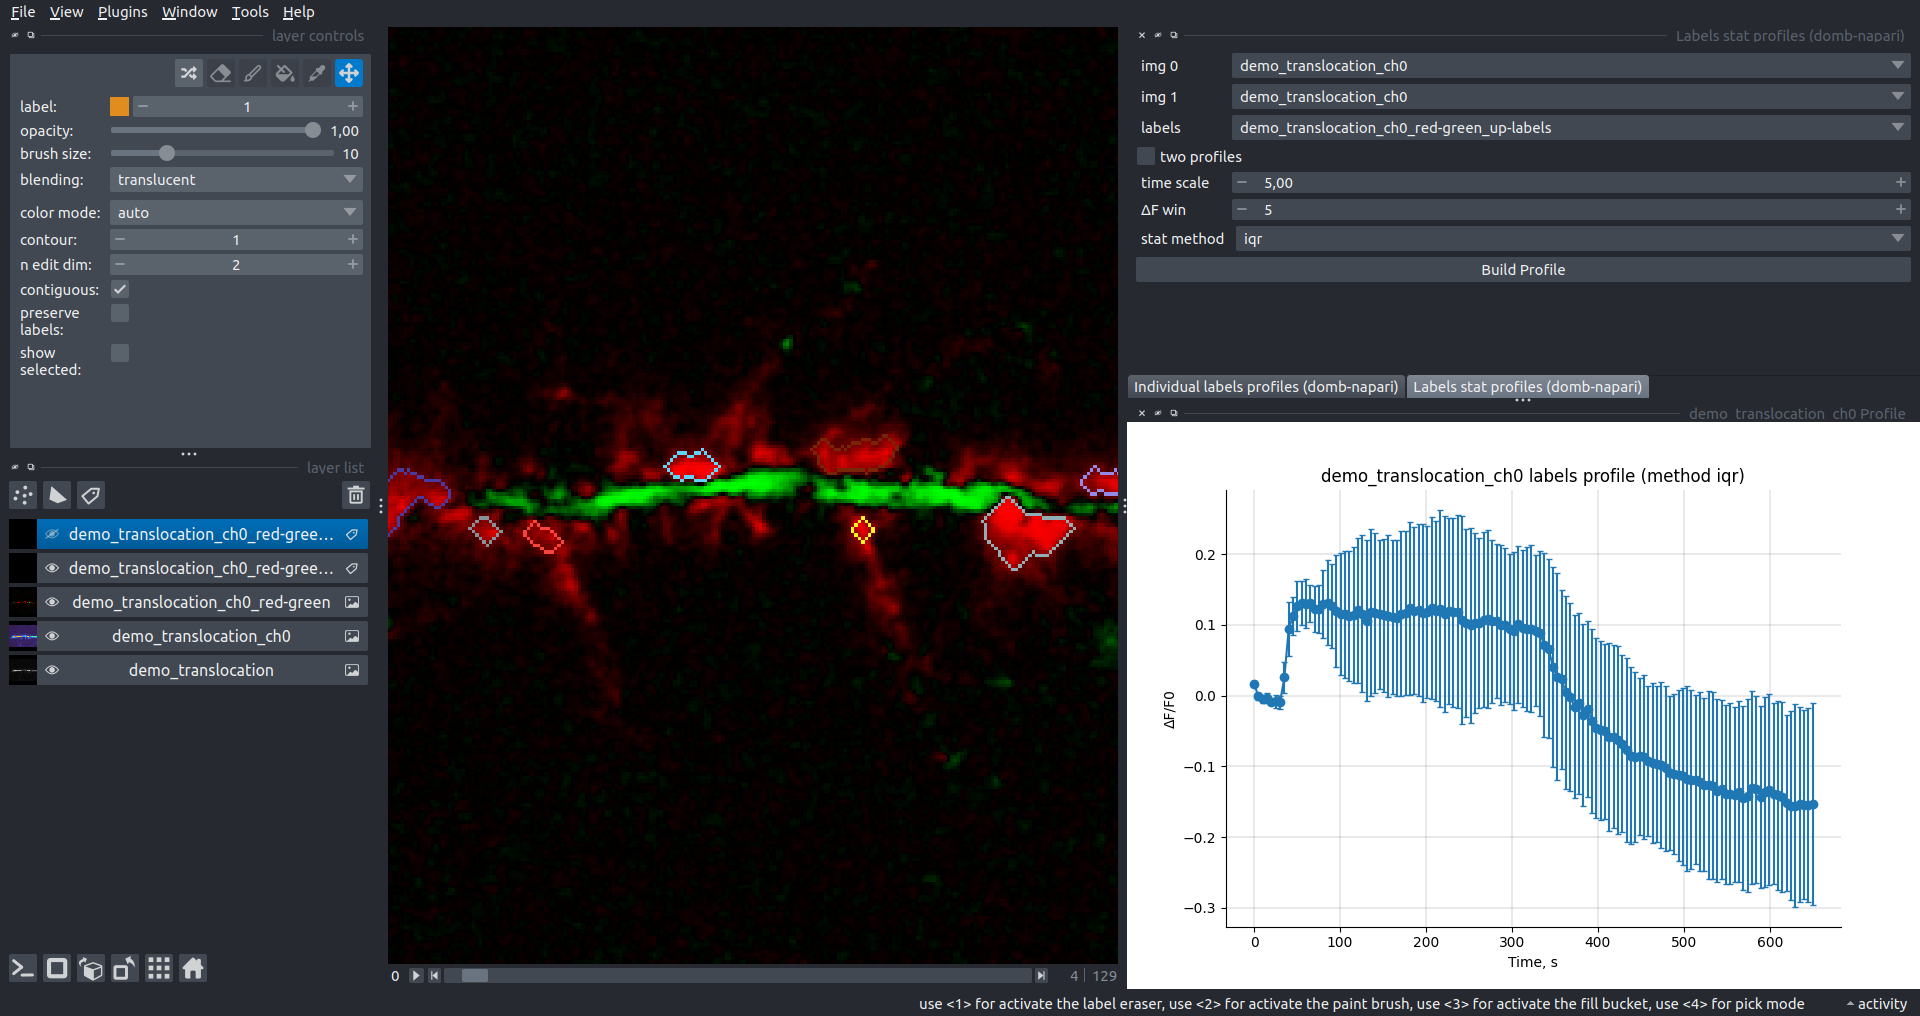 File View Plugins Window Tools Help
layer controls
label: 1
opacity: 1,00
brush size: 10
blending: translucent
color mode: auto
contour: 1
n edit dim: 2
contiguous:
preserve
labels:
show
selected:
layer list
demo_translocation_ch0_red-gree...
demo_translocation_ch0_red-gree...
demo_translocation_ch0_red-green
demo_translocation_ch0
demo_translocation
0
4 | 129
Labels stat profiles (domb-napari)
img 0 demo_translocation_ch0
img 1 demo_translocation_ch0
labels demo_translocation_ch0_red-green_up-labels
two profiles
time scale 5,00
ΔF win 5
stat method iqr
Build Profile
Individual labels profiles (domb-napari) Labels stat profiles (domb-napari)
demo_translocation_ch0 Profile
demo_translocation_ch0 labels profile (method iqr)
ΔF/F0
0.2
0.1
0.0
−0.1
−0.2
−0.3
0 100 200 300 400 500 600
Time, s
use <1> for activate the label eraser, use <2> for activate the paint brush, use <3> for activate the fill bucket, use <4> for pick mode
activity